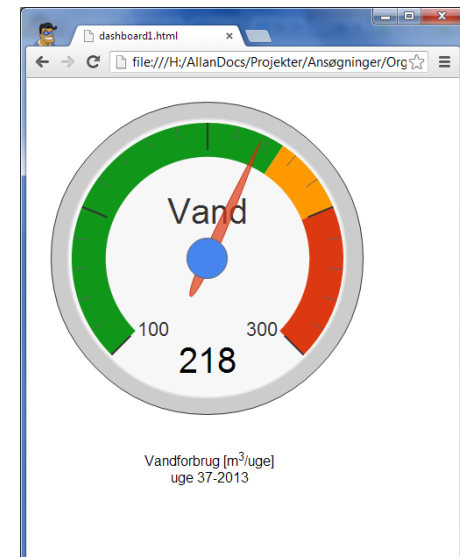 dashboard1.html
file:///H:/AllanDocs/Projekter/Ansøgninger/Org
Vand
100
300
218
Vandforbrug [m³/uge]
uge 37-2013